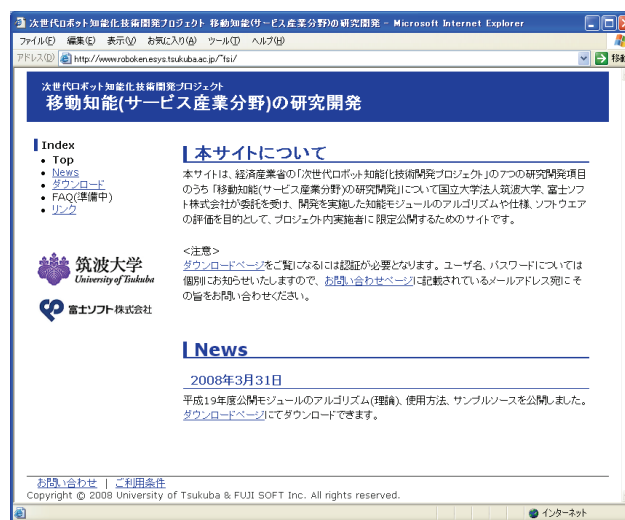 次世代ロボット知能化技術開発プロジェクト 移動知能(サービス産業分野)の研究開発 - Microsoft Internet Explorer
ファイル(F) 編集(E) 表示(V) お気に入り(A) ツール(T) ヘルプ(H)
アドレス(D) http://www.roboken.esys.tsukuba.ac.jp/~fsi/ 移動
次世代ロボット知能化技術開発プロジェクト
移動知能(サービス産業分野)の研究開発
Index
• Top
• News
• ダウンロード
• FAQ(準備中)
• リンク
筑波大学
University of Tsukuba
富士ソフト株式会社
本サイトについて
本サイトは、経済産業省の「次世代ロボット知能化技術開発プロジェクト」の7つの研究開発項目
のうち「移動知能(サービス産業分野)の研究開発」について国立大学法人筑波大学、富士ソフ
ト株式会社が委託を受け、開発を実施した知能モジュールのアルゴリズムや仕様、ソフトウエア
の評価を目的として、プロジェクト内実施者に限定公開するためのサイトです。
<注意>
ダウンロードページをご覧になるには認証が必要となります。ユーザ名、パスワードについては
個別にお知らせいたしますので、お問い合わせページに記載されているメールアドレス宛にそ
の旨をお問い合わせください。
News
2008年3月31日
平成19年度公開モジュールのアルゴリズム(理論)、使用方法、サンプルソースを公開しました。
ダウンロードページにてダウンロードできます。
お問い合わせ | ご利用条件
Copyright © 2008 University of Tsukuba & FUJI SOFT Inc. All rights reserved.
インターネット